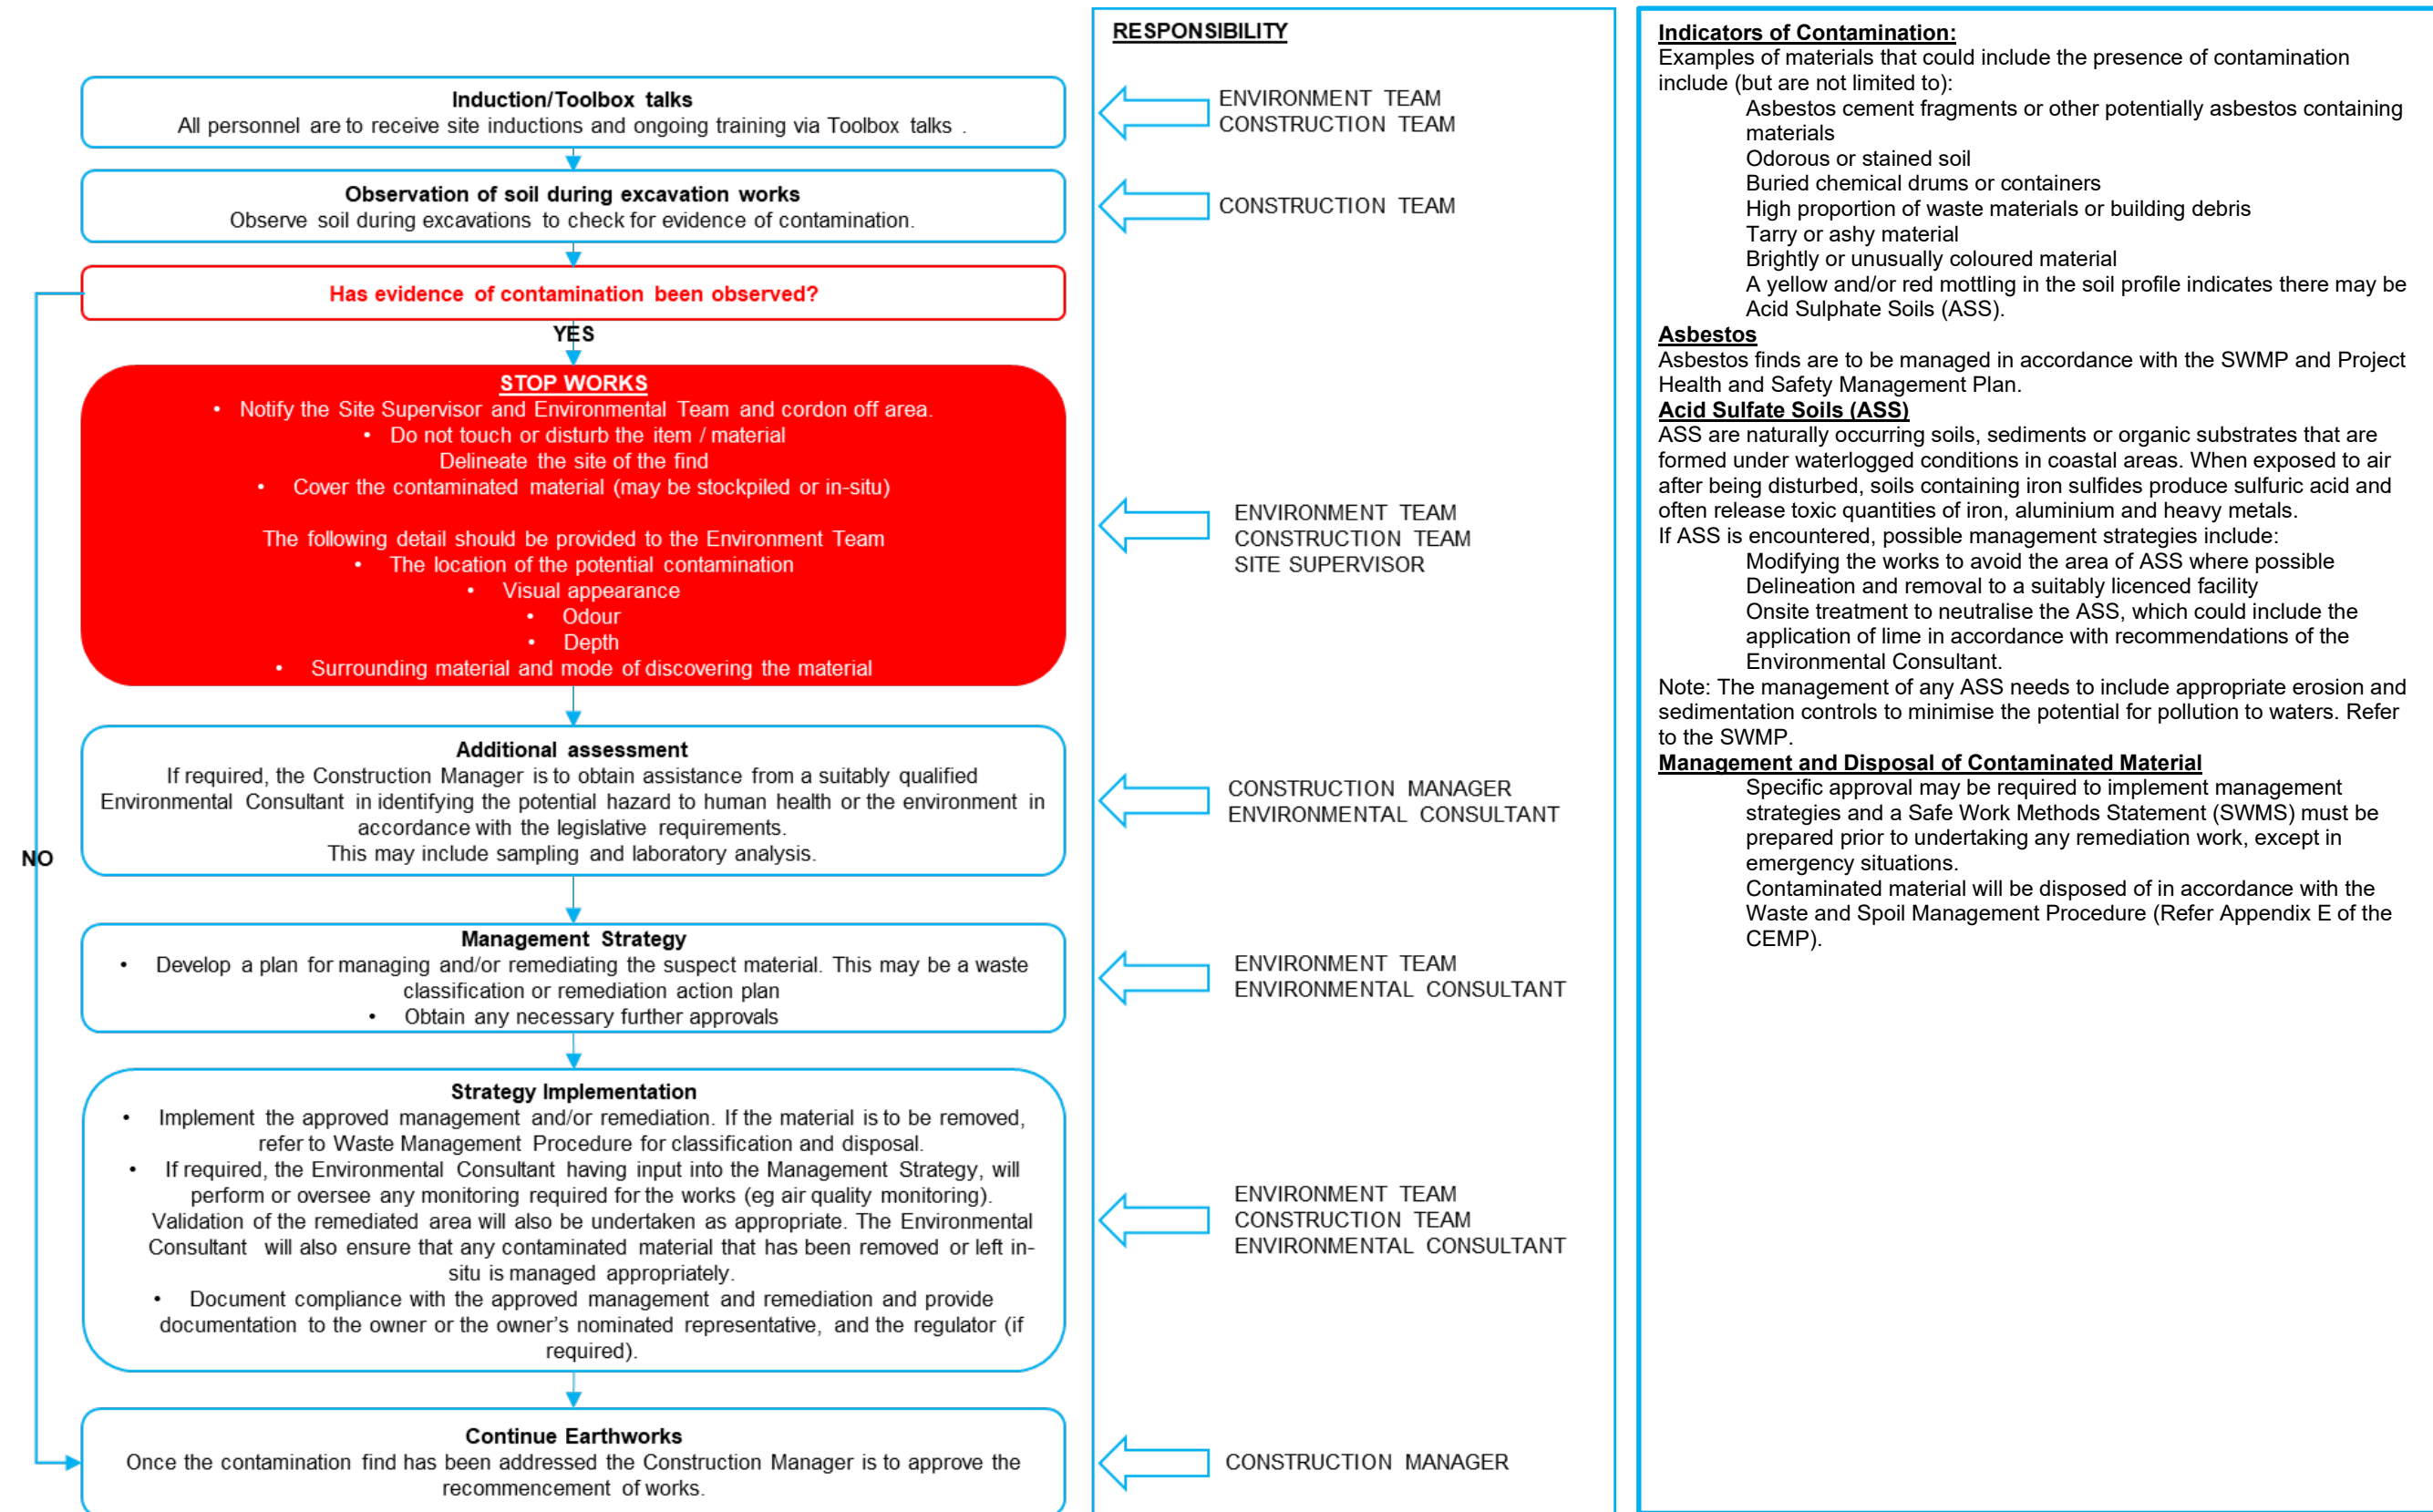 Induction/Toolbox talks
All personnel are to receive site inductions and ongoing training via Toolbox talks .
Observation of soil during excavation works
Observe soil during excavations to check for evidence of contamination.
Has evidence of contamination been observed?
YES
STOP WORKS
• Notify the Site Supervisor and Environmental Team and cordon off area.
• Do not touch or disturb the item / material
Delineate the site of the find
• Cover the contaminated material (may be stockpiled or in-situ)
The following detail should be provided to the Environment Team
• The location of the potential contamination
• Visual appearance
• Odour
• Depth
• Surrounding material and mode of discovering the material
Additional assessment
If required, the Construction Manager is to obtain assistance from a suitably qualified
Environmental Consultant in identifying the potential hazard to human health or the environment in
accordance with the legislative requirements.
This may include sampling and laboratory analysis.
NO
Management Strategy
• Develop a plan for managing and/or remediating the suspect material. This may be a waste
classification or remediation action plan
• Obtain any necessary further approvals
Strategy Implementation
• Implement the approved management and/or remediation. If the material is to be removed,
refer to Waste Management Procedure for classification and disposal.
• If required, the Environmental Consultant having input into the Management Strategy, will
perform or oversee any monitoring required for the works (eg air quality monitoring).
Validation of the remediated area will also be undertaken as appropriate. The Environmental
Consultant will also ensure that any contaminated material that has been removed or left in-
situ is managed appropriately.
• Document compliance with the approved management and remediation and provide
documentation to the owner or the owner's nominated representative, and the regulator (if
required).
Continue Earthworks
Once the contamination find has been addressed the Construction Manager is to approve the
recommencement of works.
RESPONSIBILITY
ENVIRONMENT TEAM
CONSTRUCTION TEAM
CONSTRUCTION TEAM
ENVIRONMENT TEAM
CONSTRUCTION TEAM
SITE SUPERVISOR
CONSTRUCTION MANAGER
ENVIRONMENTAL CONSULTANT
ENVIRONMENT TEAM
ENVIRONMENTAL CONSULTANT
ENVIRONMENT TEAM
CONSTRUCTION TEAM
ENVIRONMENTAL CONSULTANT
CONSTRUCTION MANAGER
Indicators of Contamination:
Examples of materials that could include the presence of contamination
include (but are not limited to):
Asbestos cement fragments or other potentially asbestos containing
materials
Odorous or stained soil
Buried chemical drums or containers
High proportion of waste materials or building debris
Tarry or ashy material
Brightly or unusually coloured material
A yellow and/or red mottling in the soil profile indicates there may be
Acid Sulphate Soils (ASS).
Asbestos
Asbestos finds are to be managed in accordance with the SWMP and Project
Health and Safety Management Plan.
Acid Sulfate Soils (ASS)
ASS are naturally occurring soils, sediments or organic substrates that are
formed under waterlogged conditions in coastal areas. When exposed to air
after being disturbed, soils containing iron sulfides produce sulfuric acid and
often release toxic quantities of iron, aluminium and heavy metals.
If ASS is encountered, possible management strategies include:
Modifying the works to avoid the area of ASS where possible
Delineation and removal to a suitably licenced facility
Onsite treatment to neutralise the ASS, which could include the
application of lime in accordance with recommendations of the
Environmental Consultant.
Note: The management of any ASS needs to include appropriate erosion and
sedimentation controls to minimise the potential for pollution to waters. Refer
to the SWMP.
Management and Disposal of Contaminated Material
Specific approval may be required to implement management
strategies and a Safe Work Methods Statement (SWMS) must be
prepared prior to undertaking any remediation work, except in
emergency situations.
Contaminated material will be disposed of in accordance with the
Waste and Spoil Management Procedure (Refer Appendix E of the
CEMP).